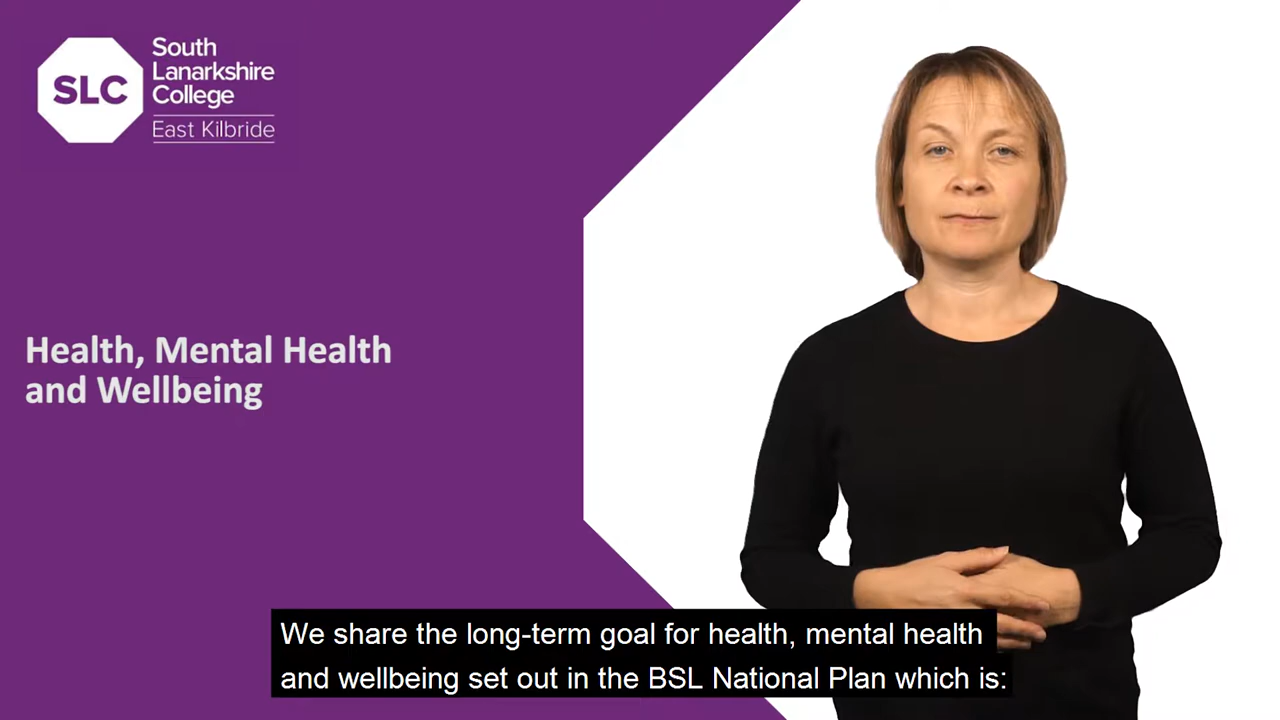 SLC
South
Lanarkshire
College
East Kilbride
Health, Mental Health
and Wellbeing
We share the long-term goal for health, mental health
and wellbeing set out in the BSL National Plan which is: